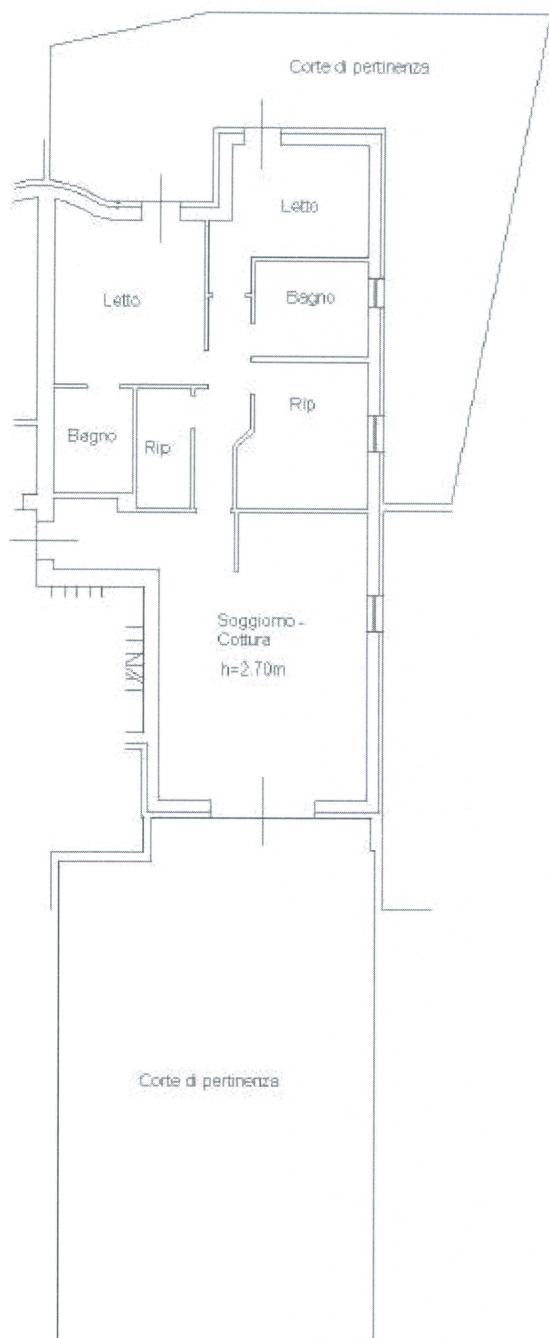 Corte di pertinenza
Letto
Letto
Bagno
Rip
Bagno
Rip
Soggiorno -
Cottura
h=2.70m
Corte di pertinenza